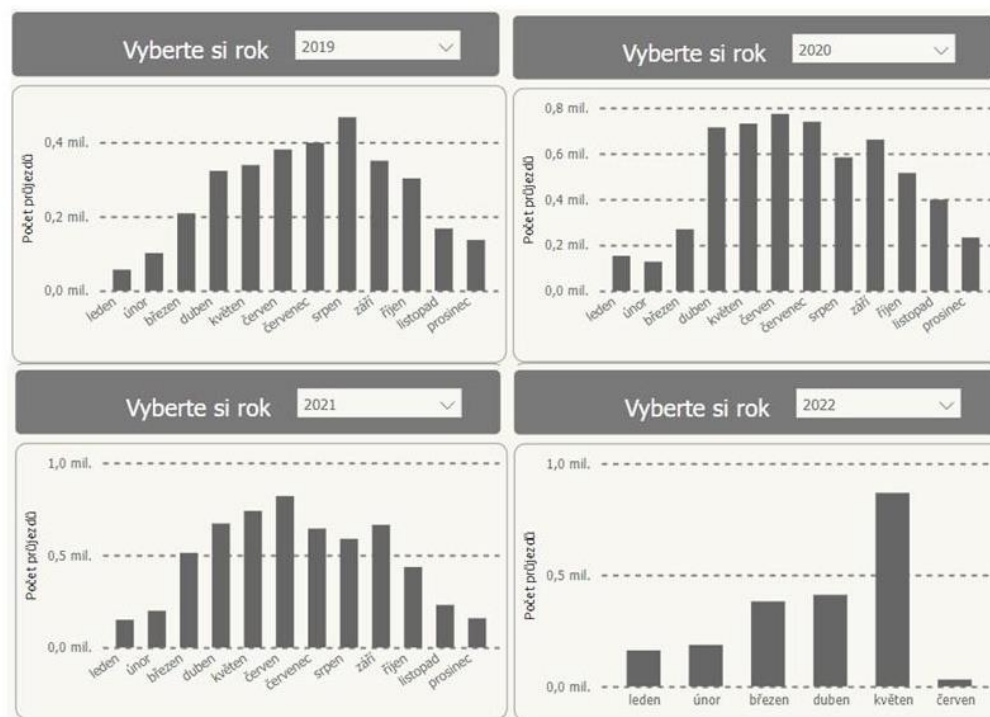 Vyberte si rok 2019
Počet průjezdů
0,4 mil.
0,2 mil.
0,0 mil.
leden únor březen duben květen červen červenec srpen září říjen listopad prosinec
Vyberte si rok 2020
Počet průjezdů
0,8 mil.
0,6 mil.
0,4 mil.
0,2 mil.
0,0 mil.
leden únor březen duben květen červen červenec srpen září říjen listopad prosinec
Vyberte si rok 2021
Počet průjezdů
1,0 mil.
0,5 mil.
0,0 mil.
leden únor březen duben květen červen červenec srpen září říjen listopad prosinec
Vyberte si rok 2022
Počet průjezdů
1,0 mil.
0,5 mil.
0,0 mil.
leden únor březen duben květen červen